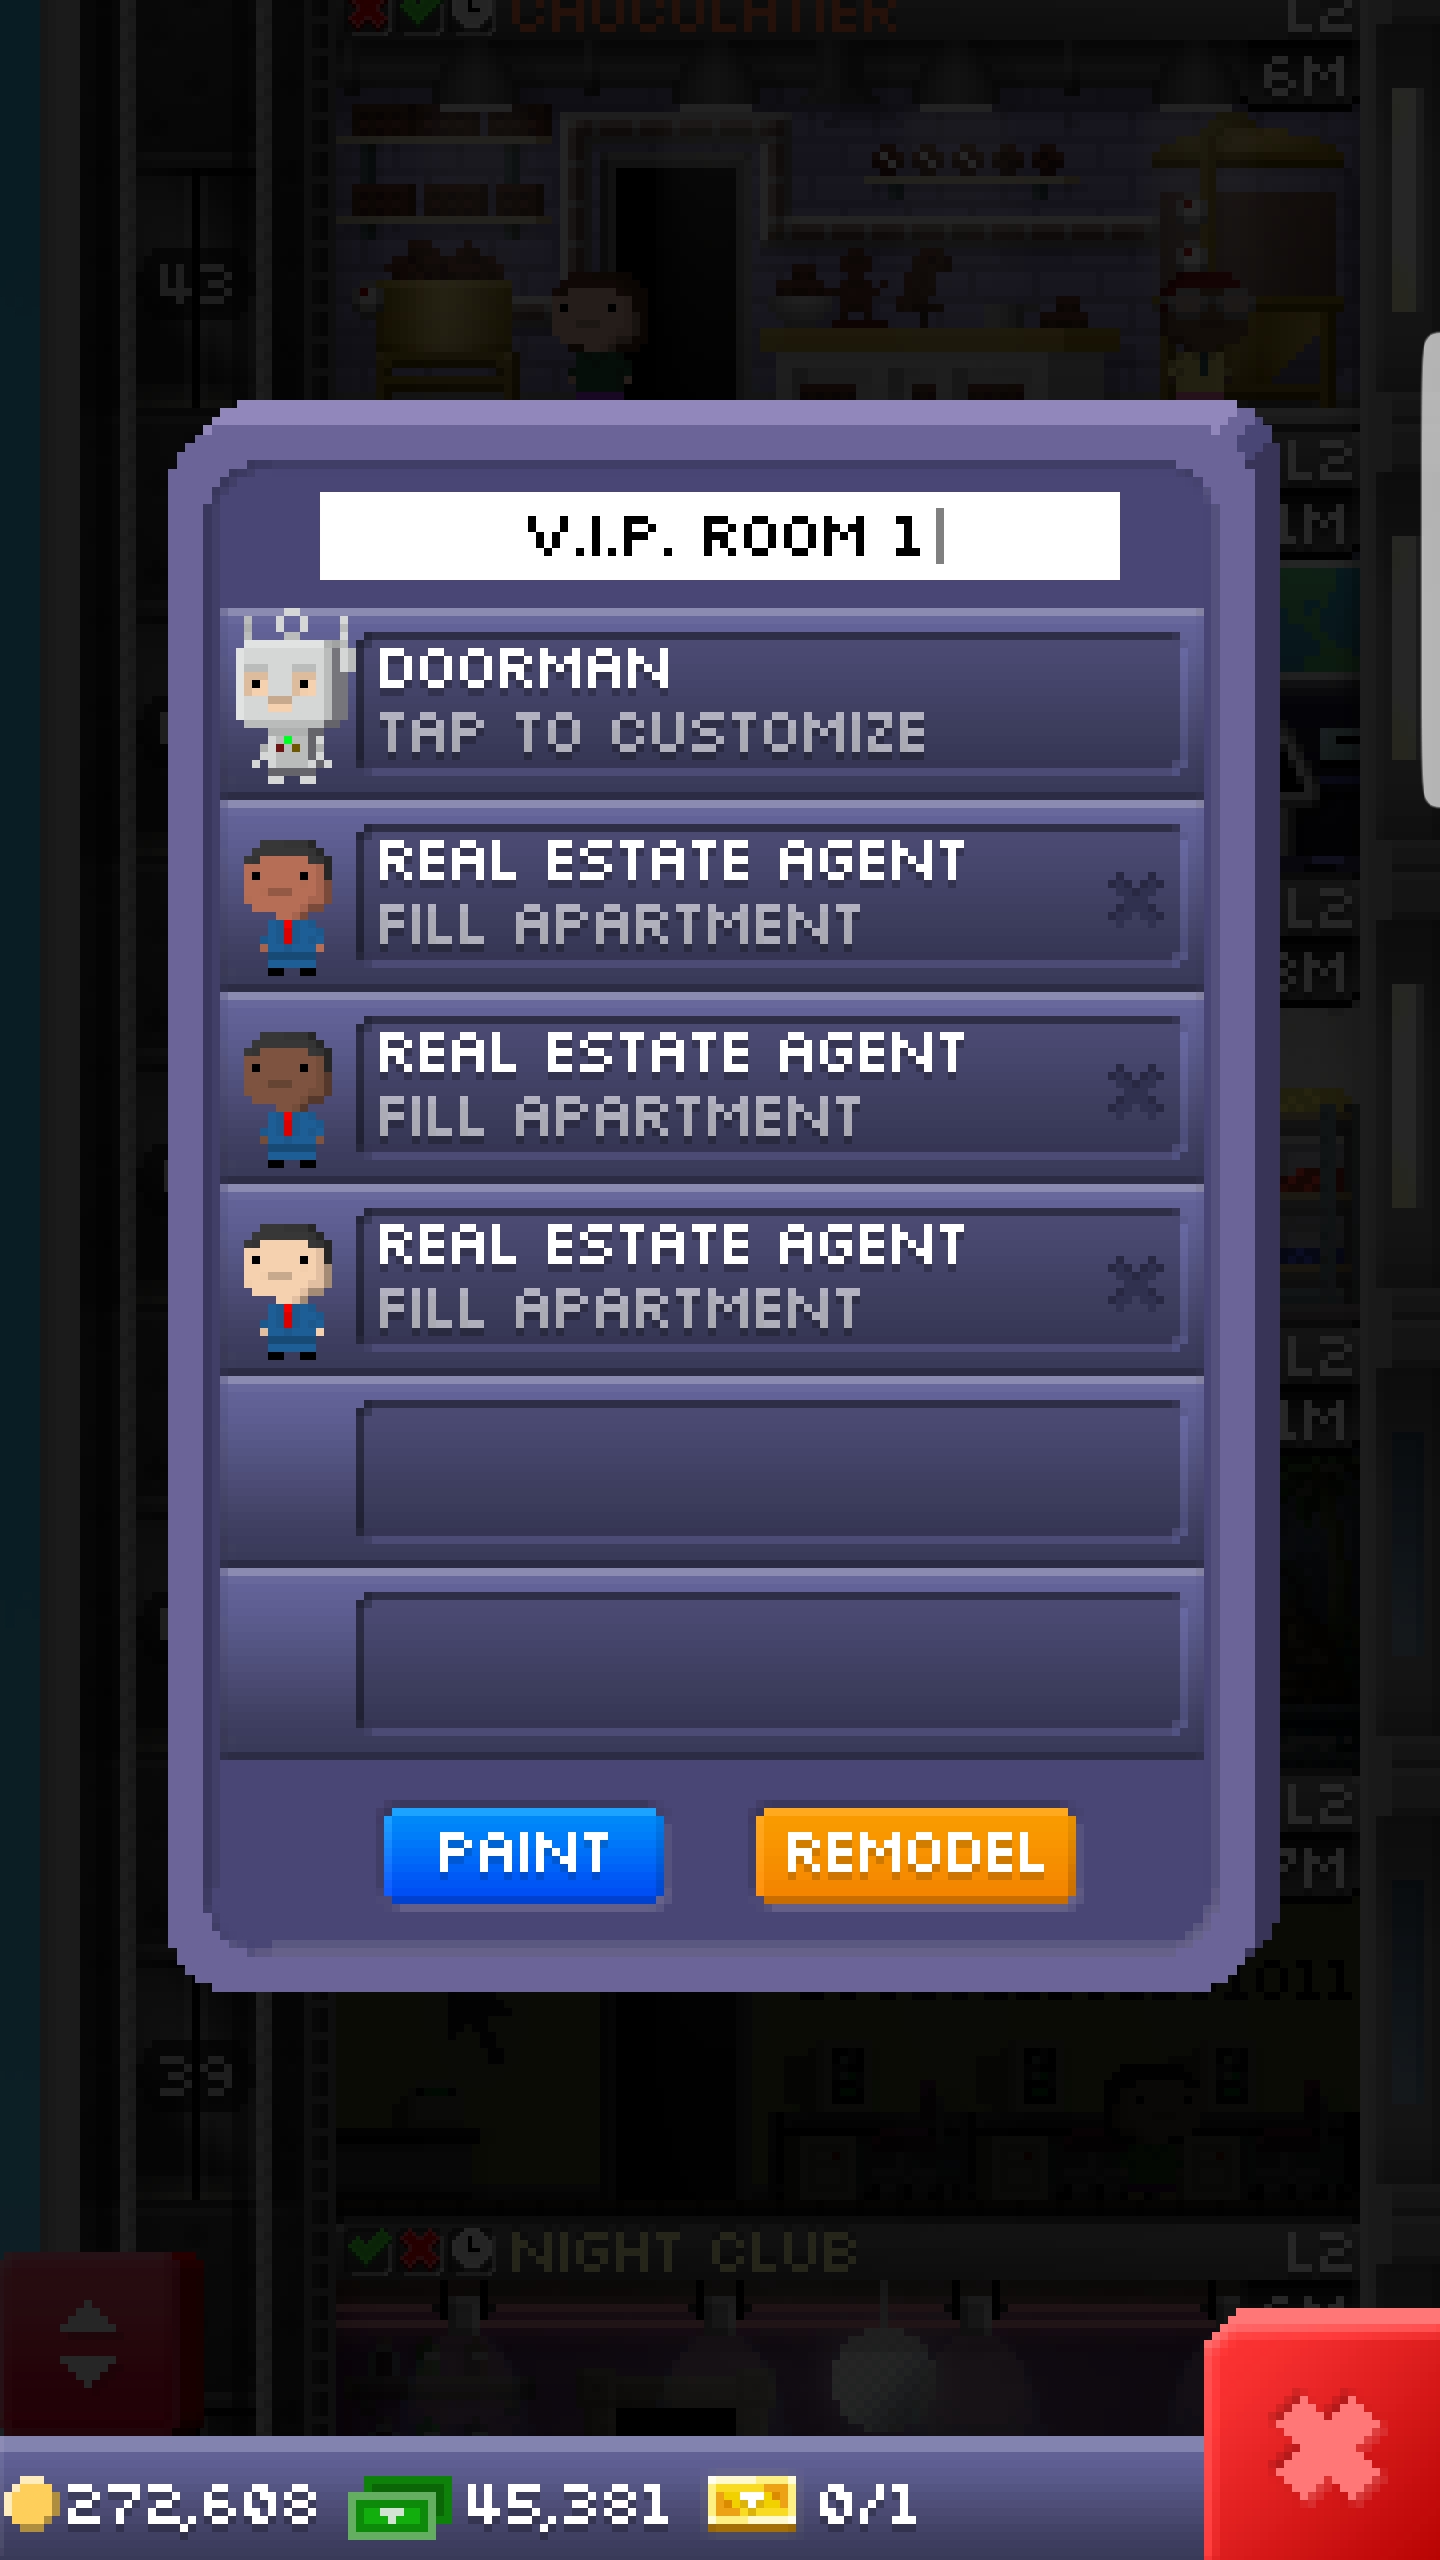 CHOCOLATIER L2
6M
43
L2
1M
V.I.P. ROOM 1
DOORMAN
TAP TO CUSTOMIZE
REAL ESTATE AGENT
FILL APARTMENT
L2
3M
REAL ESTATE AGENT
FILL APARTMENT
REAL ESTATE AGENT
FILL APARTMENT
L2
1M
L2
7M
PAINT REMODEL
39
NIGHT CLUB L2
272,608 45,381 0/1